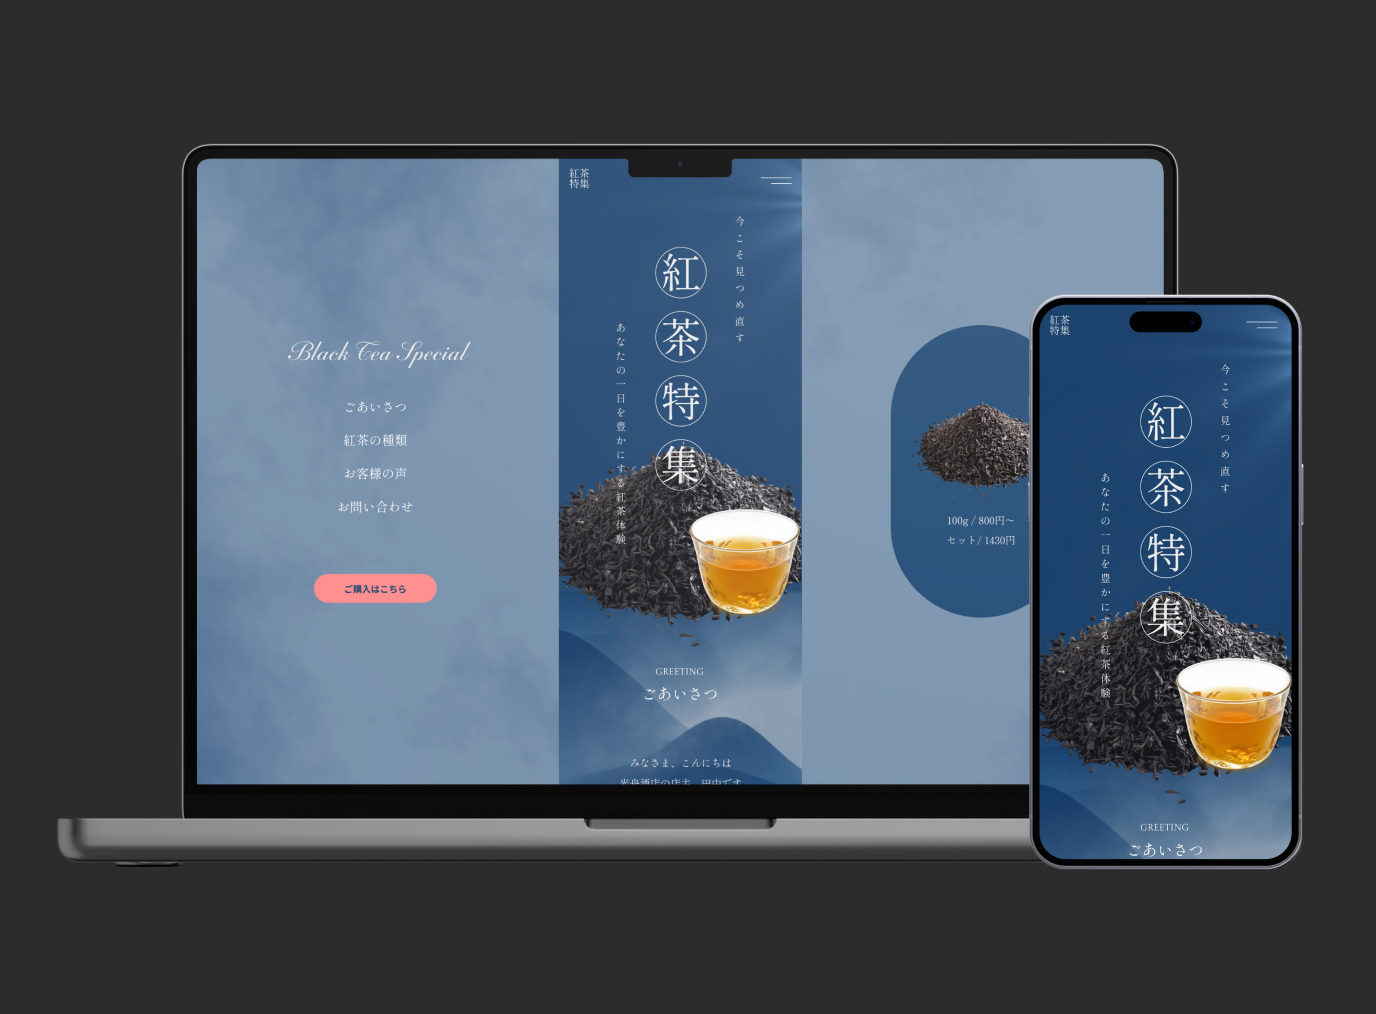 Black Tea Special
ごあいさつ
紅茶の種類
お客様の声
お問い合わせ
ご購入はこちら
紅茶
特集
今こそ見つめ直す
紅茶特集
あなたの一日を豊かにする紅茶体験
GREETING
ごあいさつ
みなさま、こんにちは
100g / 800円〜
セット/ 1430円
紅茶
特集
今こそ見つめ直す
紅茶特集
あなたの一日を豊かにする紅茶体験
GREETING
ごあいさつ